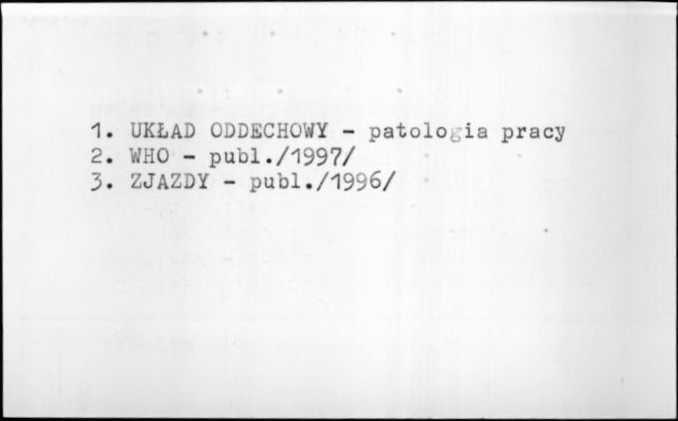 1. UKŁAD ODDECHOWY - patologia pracy
2. WHO - publ./1997/
3. ZJAZDY - publ./1996/